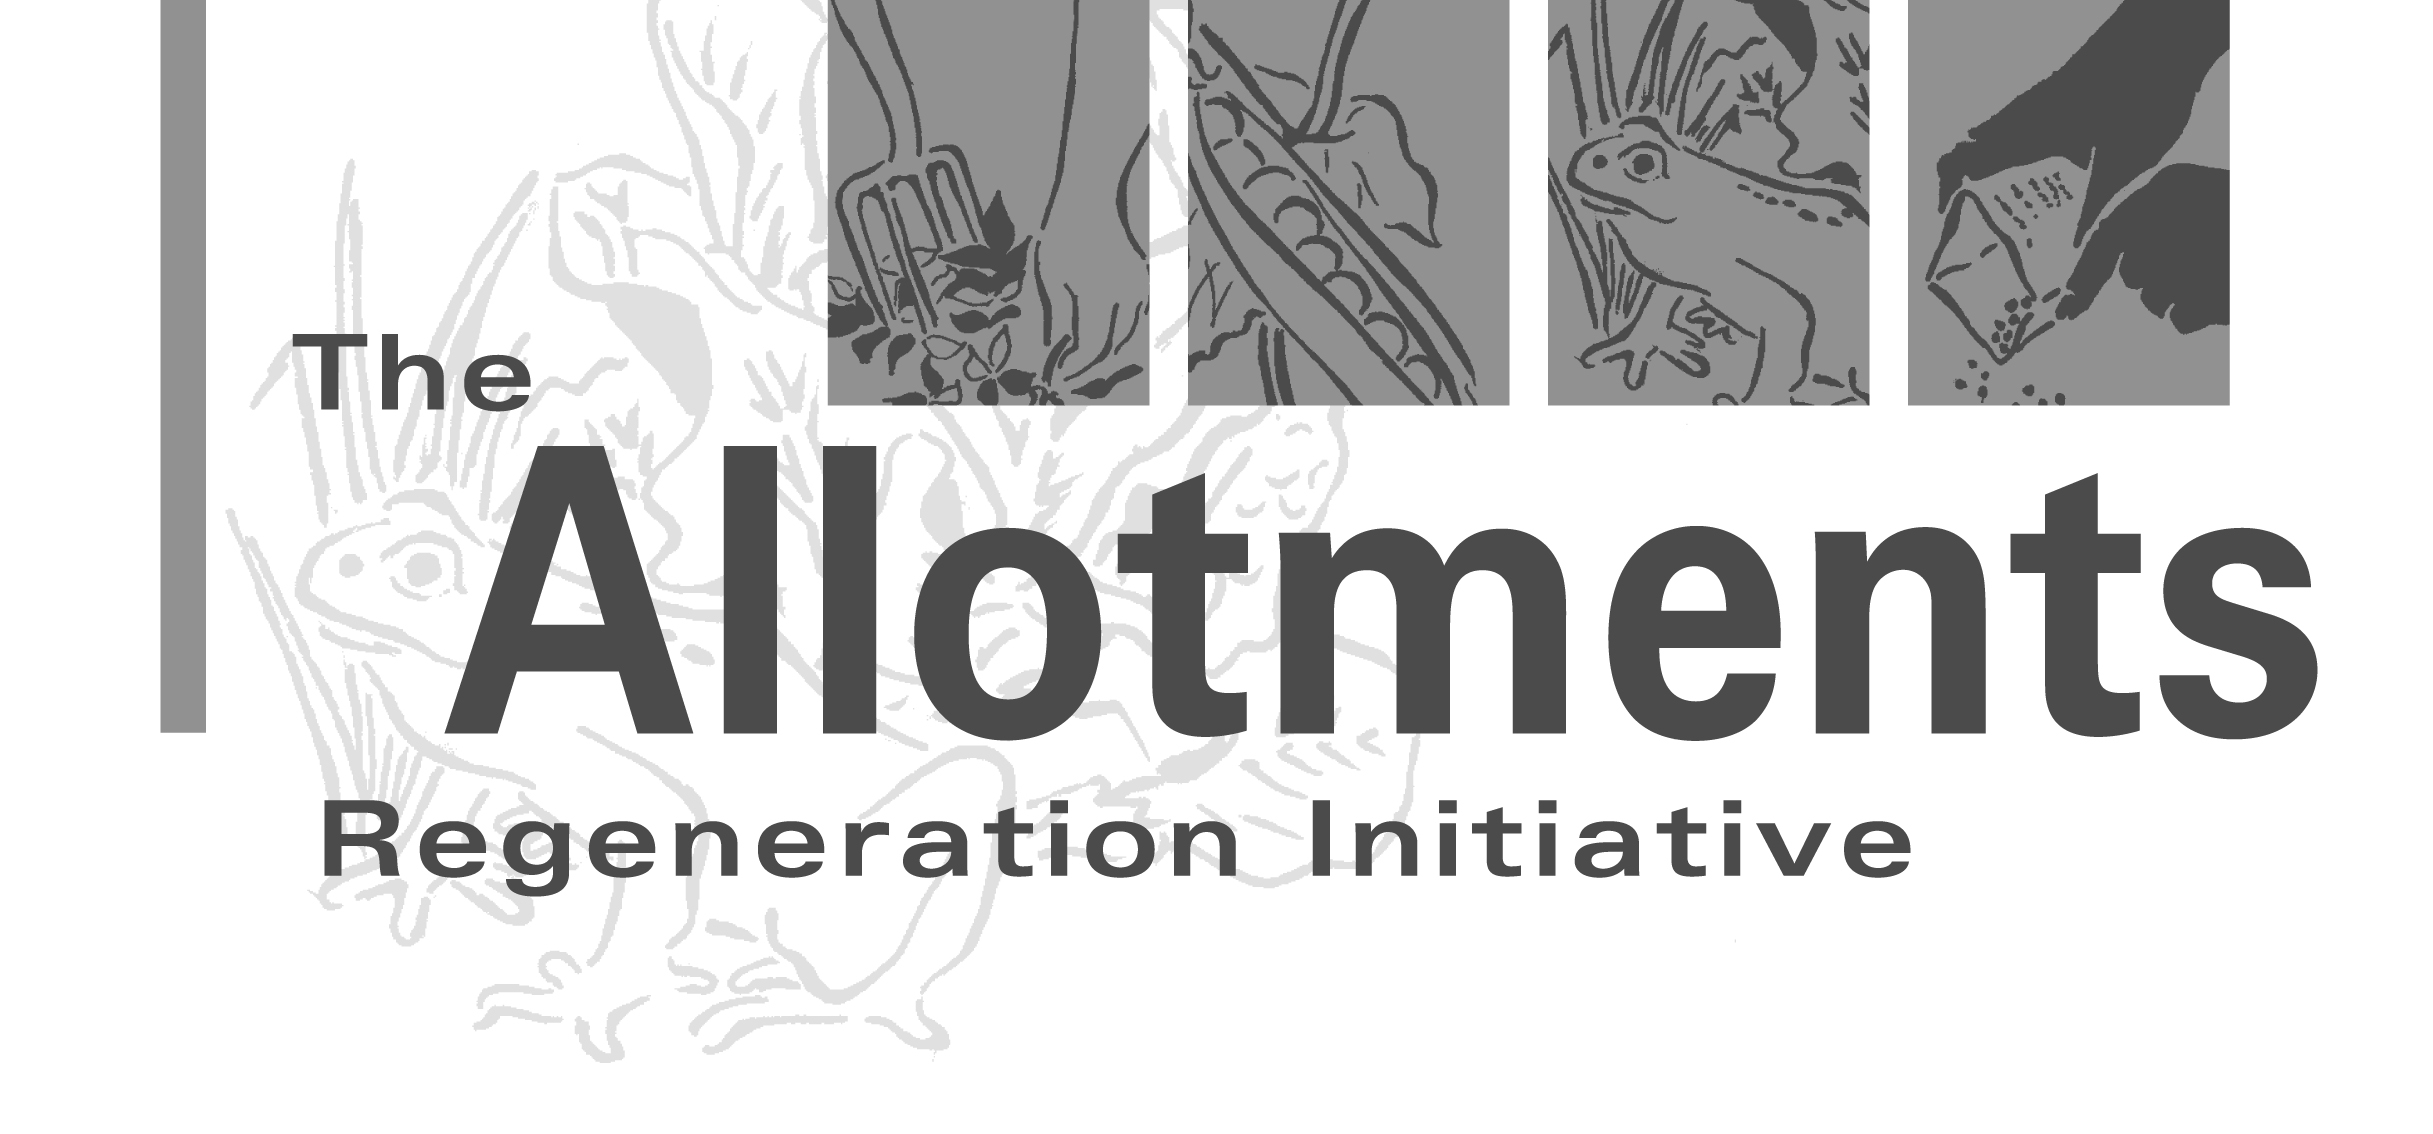 The
Allotments
Regeneration Initiative